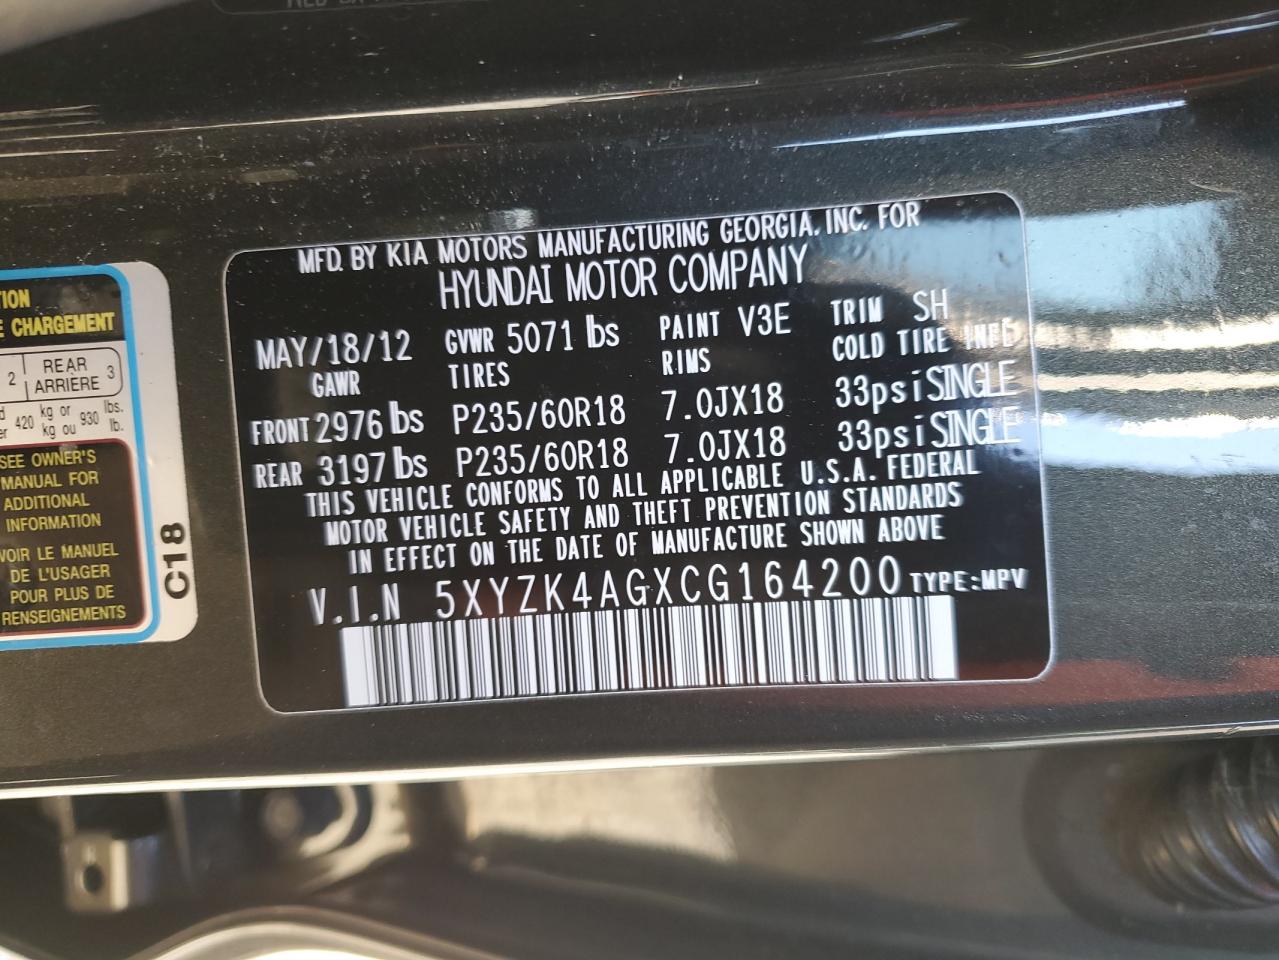 MFD. BY KIA MOTORS MANUFACTURING GEORGIA. INC. FOR
HYUNDAI MOTOR COMPANY
MAY/18/12 GVWR 5071 lbs PAINT V3E TRIM SH
GAWR TIRES RIMS COLD TIRE INFL
FRONT 2976 lbs P235/60R18 7.0JX18 33psi SINGLE
REAR 3197 lbs P235/60R18 7.0JX18 33psi SINGLE
THIS VEHICLE CONFORMS TO ALL APPLICABLE U.S.A. FEDERAL
MOTOR VEHICLE SAFETY AND THEFT PREVENTION STANDARDS
IN EFFECT ON THE DATE OF MANUFACTURE SHOWN ABOVE
V.I.N 5XYZK4AGXCG164200 TYPE:MPV
CHARGEMENT
2 REAR 3
ARRIÈRE
420 kg or 930 lbs.
kg ou lb.
SEE OWNER'S
MANUAL FOR
ADDITIONAL
INFORMATION
VOIR LE MANUEL
DE L'USAGER
POUR PLUS DE
RENSEIGNEMENTS
C18